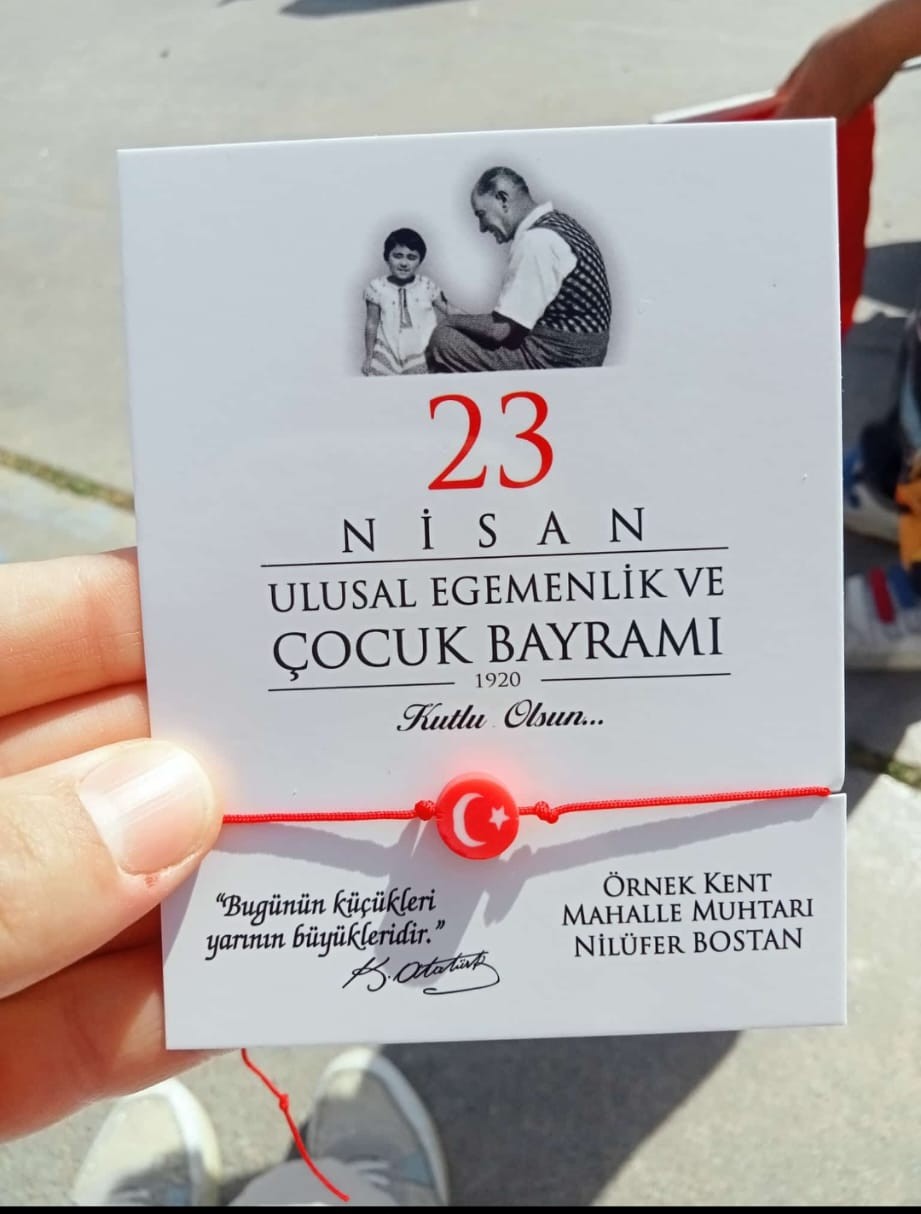 23
NİSAN
ULUSAL EGEMENLİK VE
ÇOCUK BAYRAMI
1920
Kutlu Olsun...
“Bugünün küçükleri
yarının büyükleridir.”
K. Atatürk
ÖRNEK KENT
MAHALLE MUHTARI
NİLÜFER BOSTAN